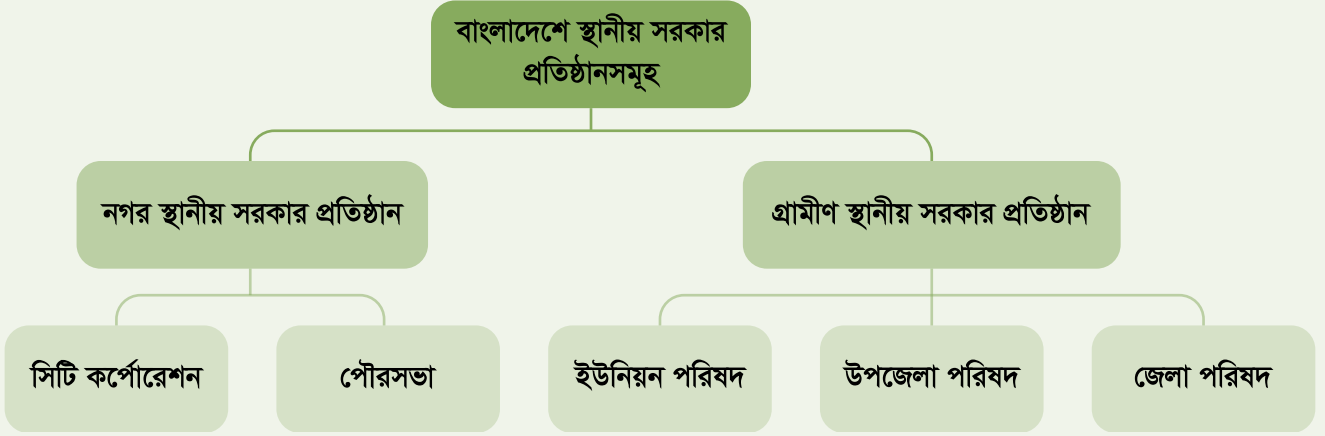 বাংলাদেশে স্থানীয় সরকার
প্রতিষ্ঠানসমূহ
নগর স্থানীয় সরকার প্রতিষ্ঠান
গ্রামীণ স্থানীয় সরকার প্রতিষ্ঠান
সিটি কর্পোরেশন
পৌরসভা
ইউনিয়ন পরিষদ
উপজেলা পরিষদ
জেলা পরিষদ